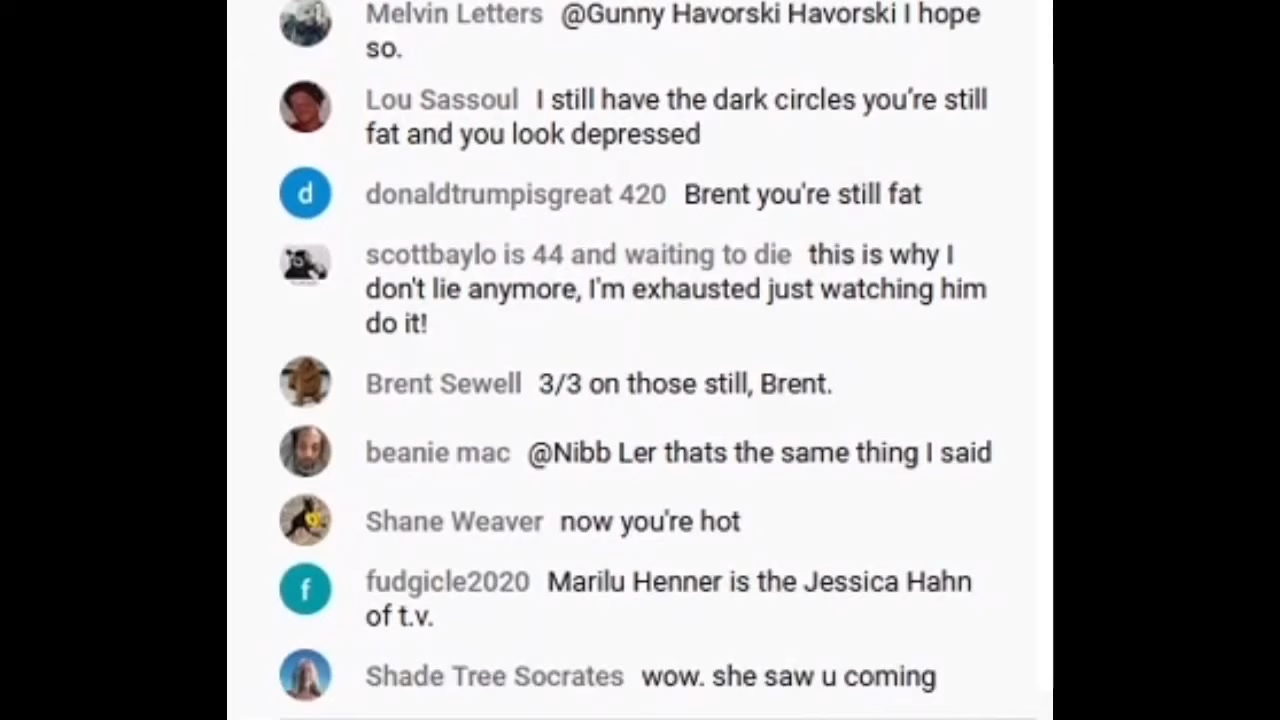 Melvin Letters @Gunny Havorski Havorski I hope
so.
Lou Sassoul I still have the dark circles you're still
fat and you look depressed
d donaldtrumpisgreat 420 Brent you're still fat
scottbaylo is 44 and waiting to die this is why I
don't lie anymore, I'm exhausted just watching him
do it!
Brent Sewell 3/3 on those still, Brent.
beanie mac @Nibb Ler thats the same thing I said
Shane Weaver now you're hot
f fudgicle2020 Marilu Henner is the Jessica Hahn
of t.v.
Shade Tree Socrates wow. she saw u coming